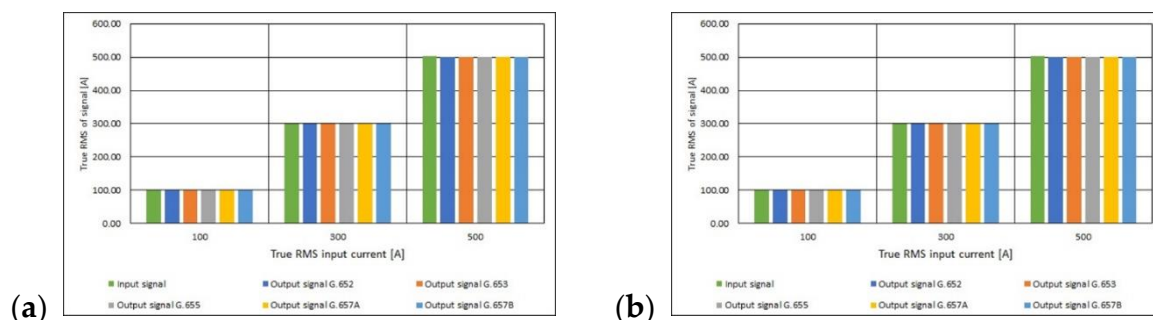 600.00
500.00
400.00
300.00
200.00
100.00
0.00
True RMS of signal [A]
100 300 500
True RMS input current [A]
Input signal Output signal G.652 Output signal G.653
Output signal G.655 Output signal G.657A Output signal G.657B
(a)
600.00
500.00
400.00
300.00
200.00
100.00
0.00
True RMS of signal [A]
100 300 500
True RMS input current [A]
Input signal Output signal G.652 Output signal G.653
Output signal G.655 Output signal G.657A Output signal G.657B
(b)